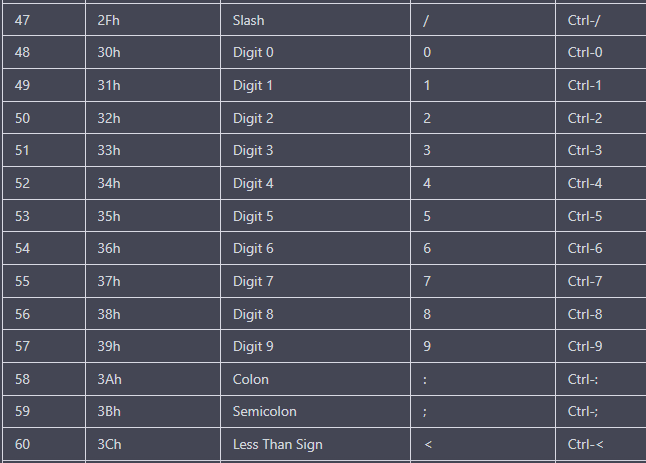 47 2Fh Slash / Ctrl-/
48 30h Digit 0 0 Ctrl-0
49 31h Digit 1 1 Ctrl-1
50 32h Digit 2 2 Ctrl-2
51 33h Digit 3 3 Ctrl-3
52 34h Digit 4 4 Ctrl-4
53 35h Digit 5 5 Ctrl-5
54 36h Digit 6 6 Ctrl-6
55 37h Digit 7 7 Ctrl-7
56 38h Digit 8 8 Ctrl-8
57 39h Digit 9 9 Ctrl-9
58 3Ah Colon : Ctrl-:
59 3Bh Semicolon ; Ctrl-;
60 3Ch Less Than Sign < Ctrl-<